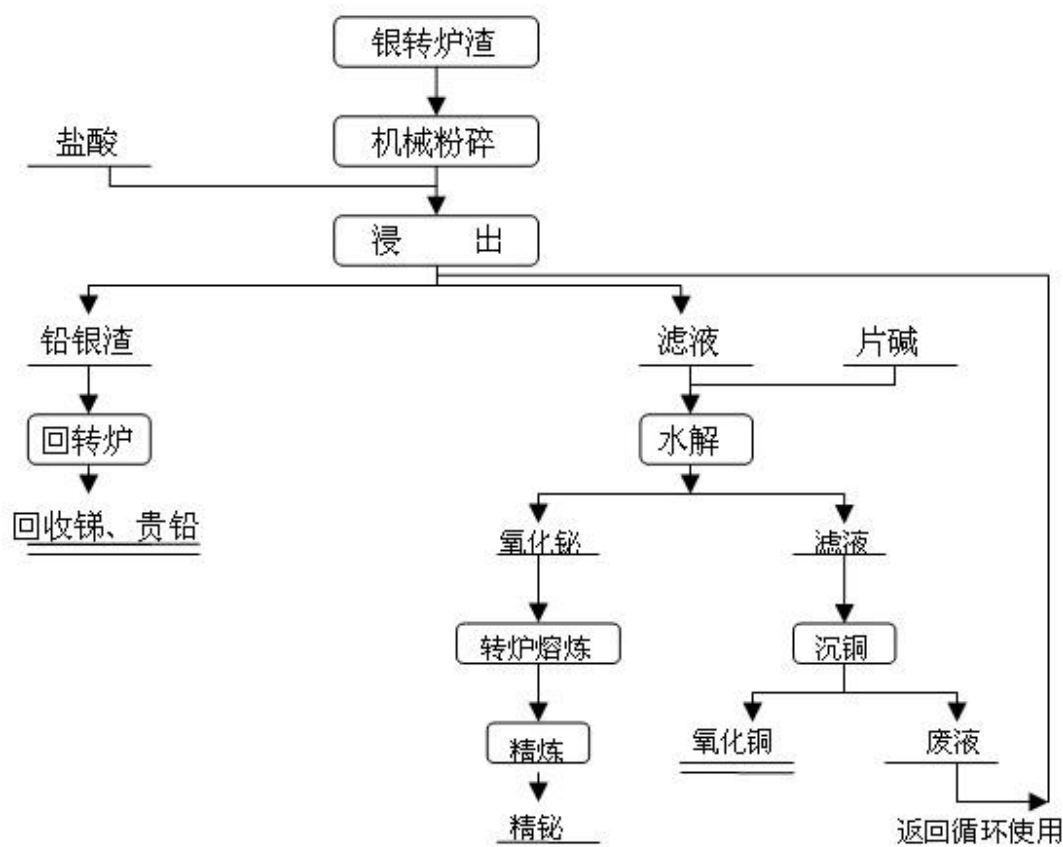 银转炉渣
盐酸
机械粉碎
浸 出
铅银渣
滤液
片碱
回转炉
水解
回收锑、贵铅
氧化铋
滤液
转炉熔炼
沉铜
精炼
氧化铜
废液
精铋
返回循环使用